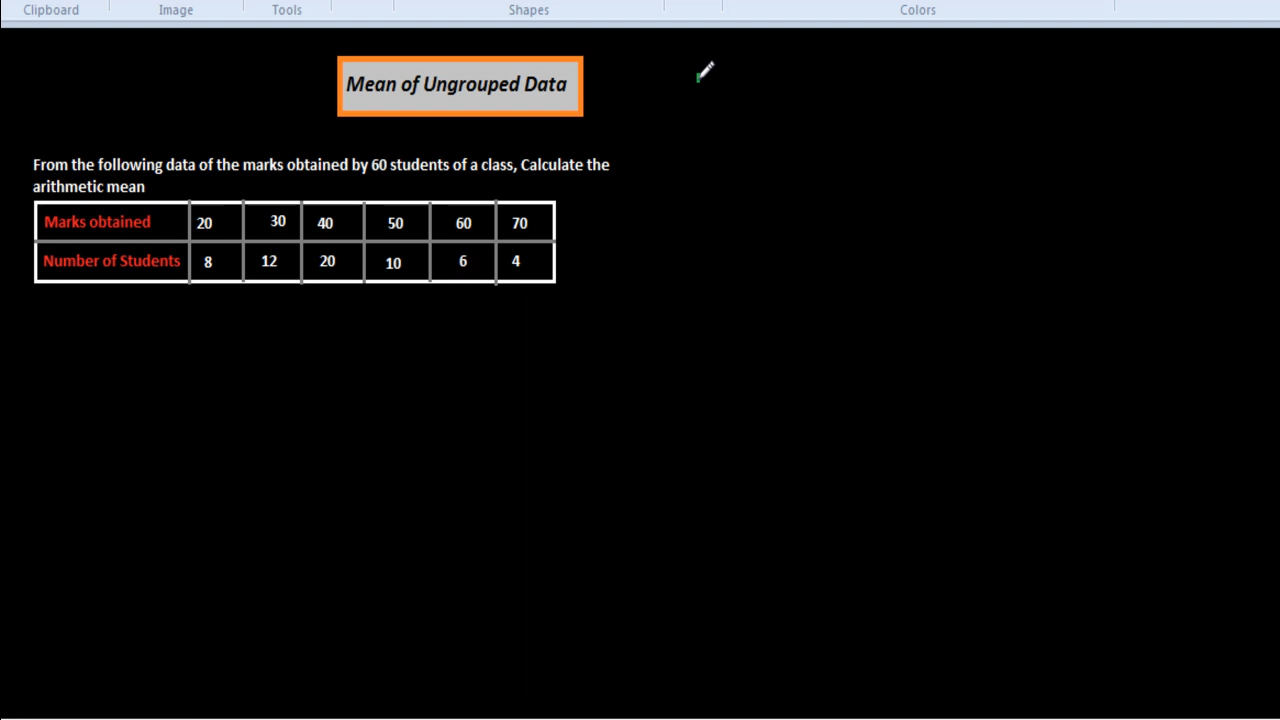 Clipboard Image Tools Shapes Colors
Mean of Ungrouped Data
From the following data of the marks obtained by 60 students of a class, Calculate the
arithmetic mean
Marks obtained 20 30 40 50 60 70
Number of Students 8 12 20 10 6 4